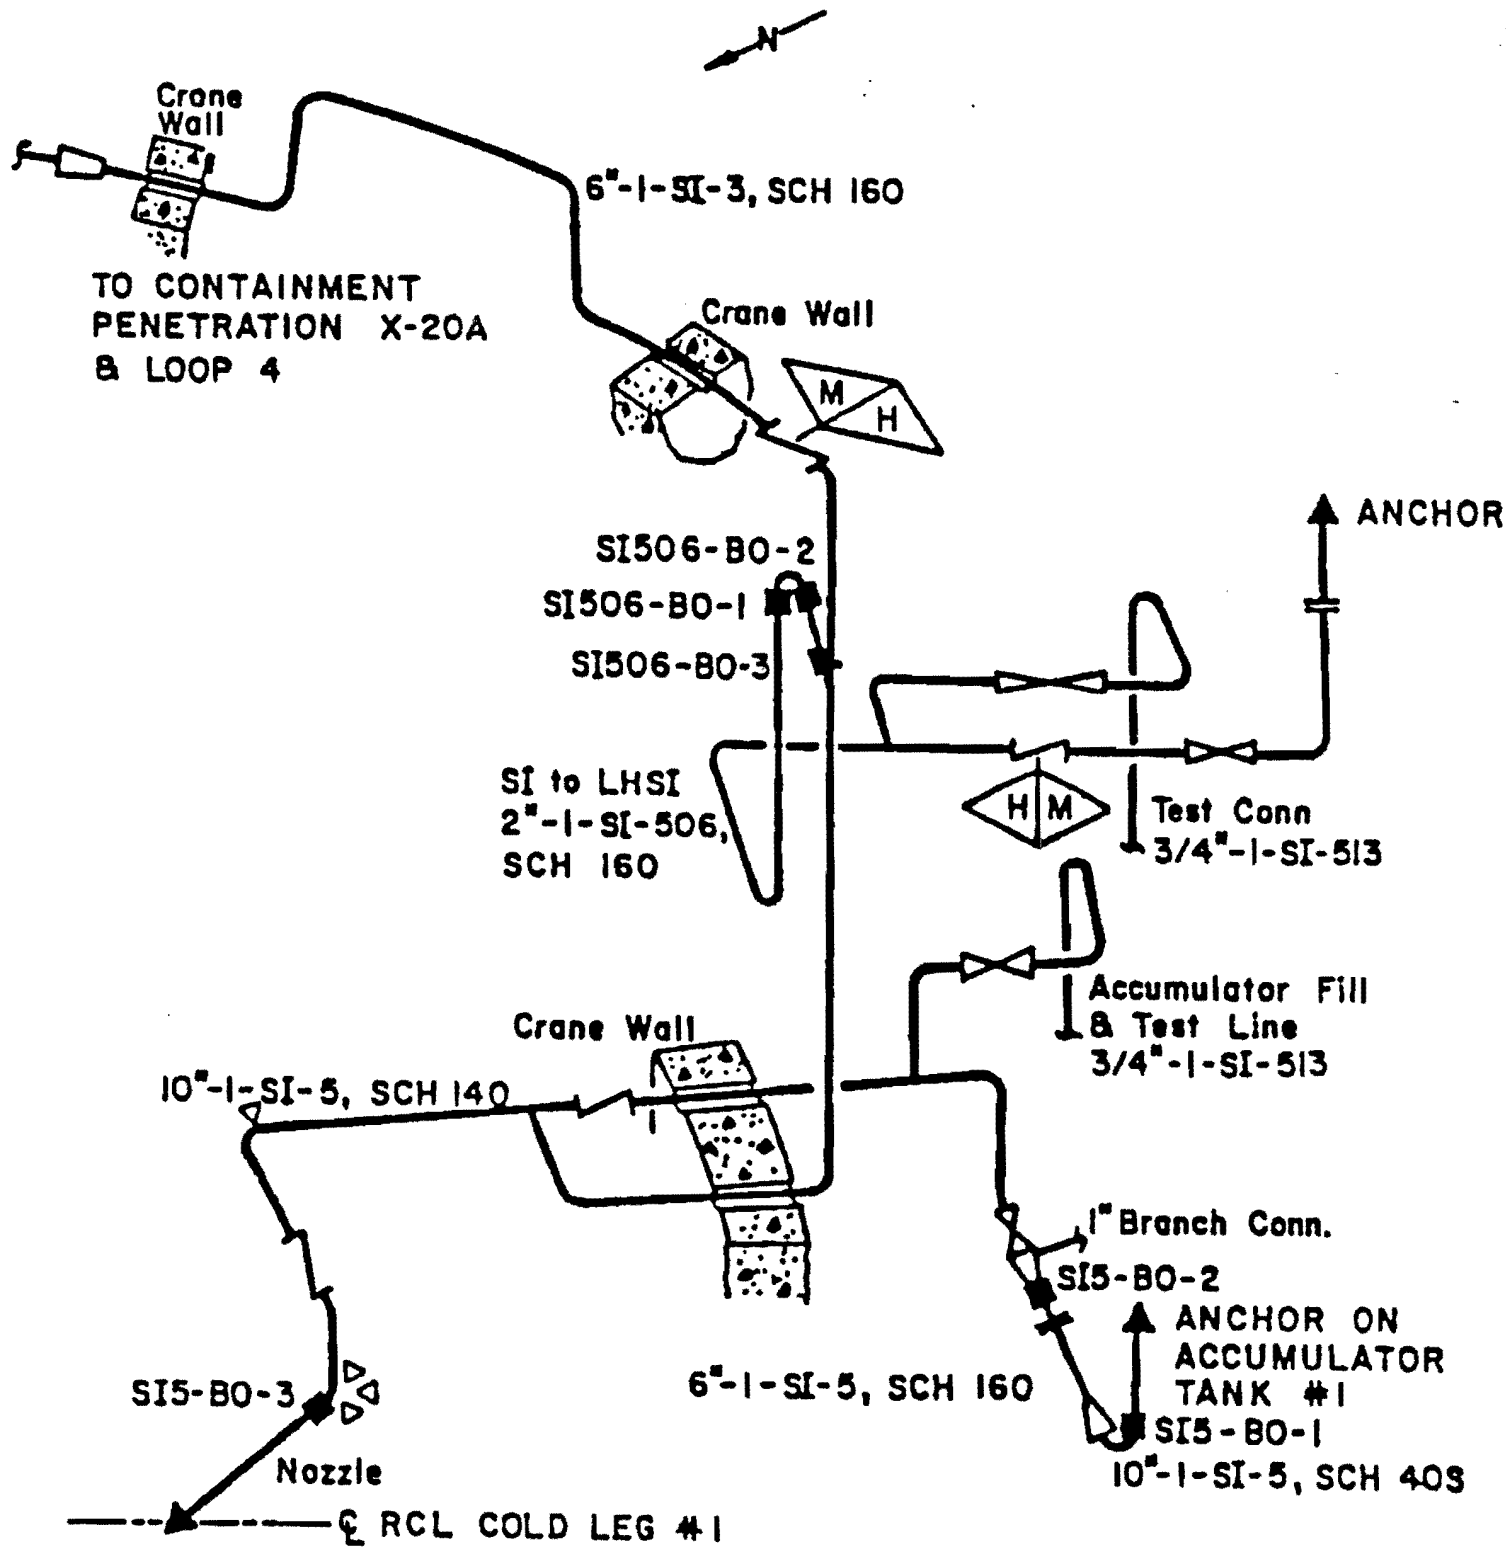 N
Crane
Wall
6"-1-SI-3, SCH 160
TO CONTAINMENT
PENETRATION X-20A
& LOOP 4
Crane Wall
M
H
ANCHOR
SI506-BO-2
SI506-BO-1
SI506-BO-3
SI to LHSI
2"-1-SI-506,
SCH 160
H M
Test Conn
3/4"-1-SI-513
Accumulator Fill
& Test Line
3/4"-1-SI-513
Crane Wall
10"-1-SI-5, SCH 140
1" Branch Conn.
SI5-BO-2
ANCHOR ON
ACCUMULATOR
TANK #1
6"-1-SI-5, SCH 160
SI5-BO-3
SI5-BO-1
10"-1-SI-5, SCH 40S
Nozzle
℄ RCL COLD LEG #1